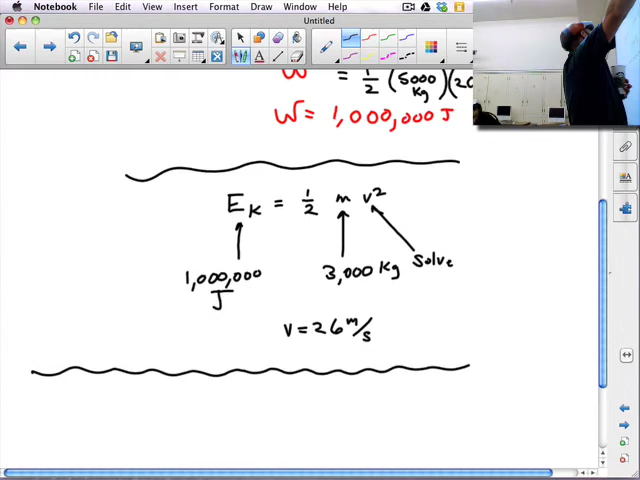 Notebook File Edit View Insert Format Draw Window Help
Untitled
W = 1/2 (5000 kg)(20
W = 1,000,000 J
E_K = 1/2 m v²
1,000,000 J
3,000 kg
Solve
v = 26 m/s